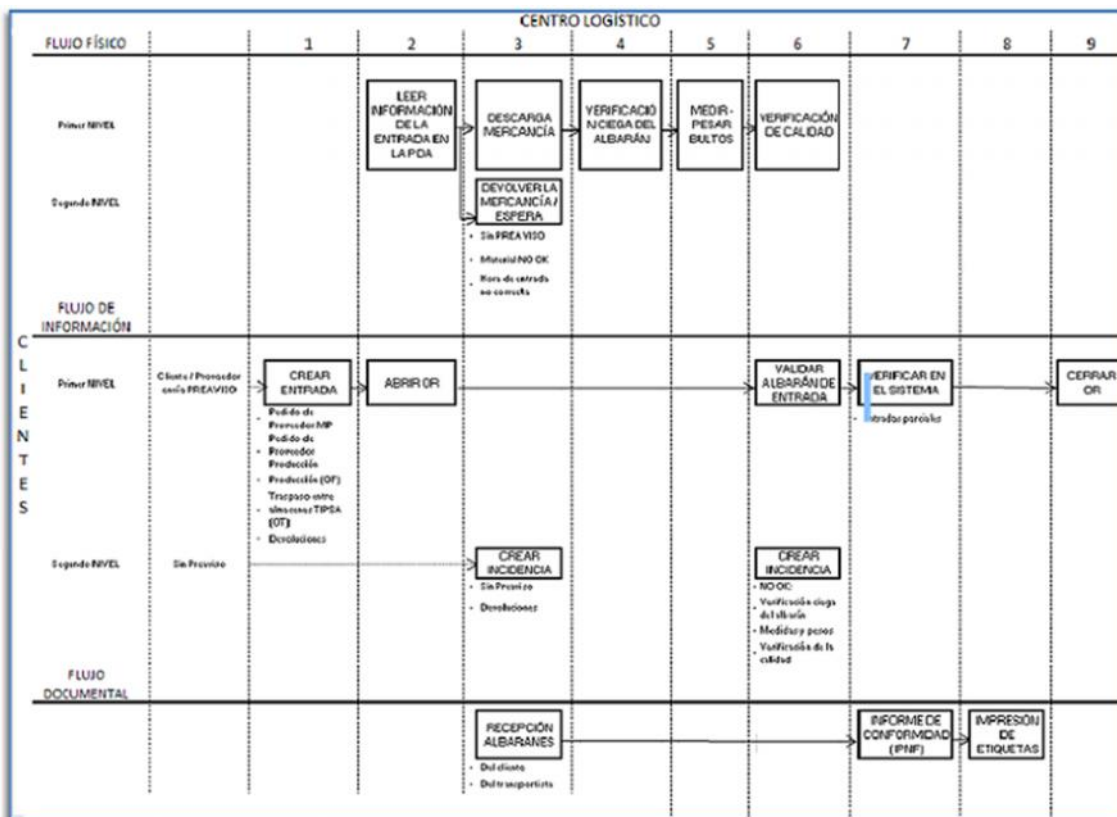 CENTRO LOGÍSTICO
FLUJO FÍSICO
1 2 3 4 5 6 7 8 9
Primer NIVEL
LEER
INFORMACIÓN
DE LA
ENTRADA EN
LA PDA
DESCARGA
MERCANCÍA
VERIFICACIÓ
N CIEGA DEL
ALBARÁN
MEDIR -
PESAR
BULTOS
VERIFICACIÓN
DE CALIDAD
Segundo NIVEL
DEVOLVER LA
MERCANCÍA /
ESPERA
• Sin PREAVISO
• Material NO OK
• Hora de entrada
no correcta
FLUJO DE
INFORMACIÓN
CLIENTES
Primer NIVEL
Cliente / Proveedor
envía PREAVISO
CREAR
ENTRADA
• Pedido de
Proveedor MP
Pedido de
• Proveedor
Producción
• Producción (OF)
Traspaso entre
• almacenes TIPSA
(OT)
• Devoluciones
ABRIR OR
VALIDAR
ALBARÁN DE
ENTRADA
VERIFICAR EN
EL SISTEMA
• Entradas parciales
CERRAR
OR
Segundo NIVEL
Sin Preaviso
CREAR
INCIDENCIA
• Sin Preaviso
• Devoluciones
CREAR
INCIDENCIA
• NO OK:
• Verificación ciega
del albarán
• Medidas y pesos
• Verificación de la
calidad
FLUJO
DOCUMENTAL
RECEPCIÓN
ALBARANES
• Del cliente
• Del transportista
INFORME DE
CONFORMIDAD
(IPNF)
IMPRESIÓN
DE
ETIQUETAS